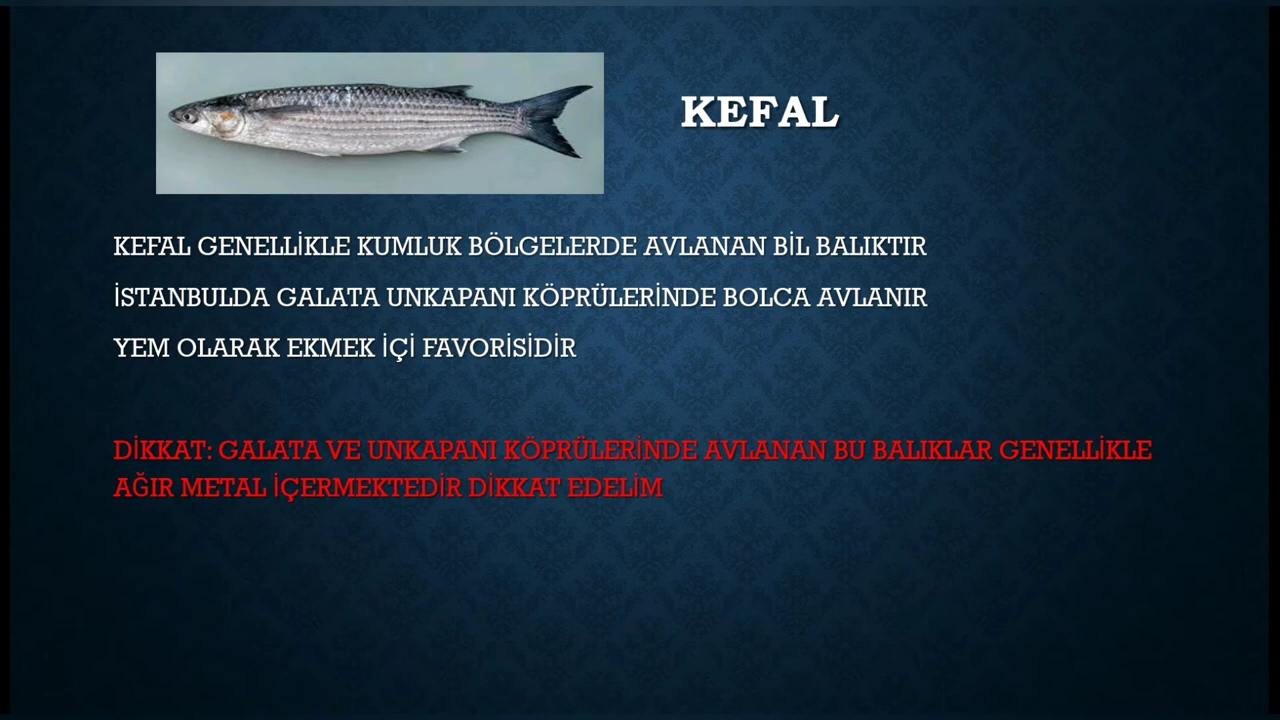 KEFAL
KEFAL GENELLİKLE KUMLUK BÖLGELERDE AVLANAN BİL BALIKTIR
İSTANBULDA GALATA UNKAPANI KÖPRÜLERİNDE BOLCA AVLANIR
YEM OLARAK EKMEK İÇİ FAVORİSİDİR
DİKKAT: GALATA VE UNKAPANI KÖPRÜLERİNDE AVLANAN BU BALIKLAR GENELLİKLE
AĞIR METAL İÇERMEKTEDİR DİKKAT EDELİM